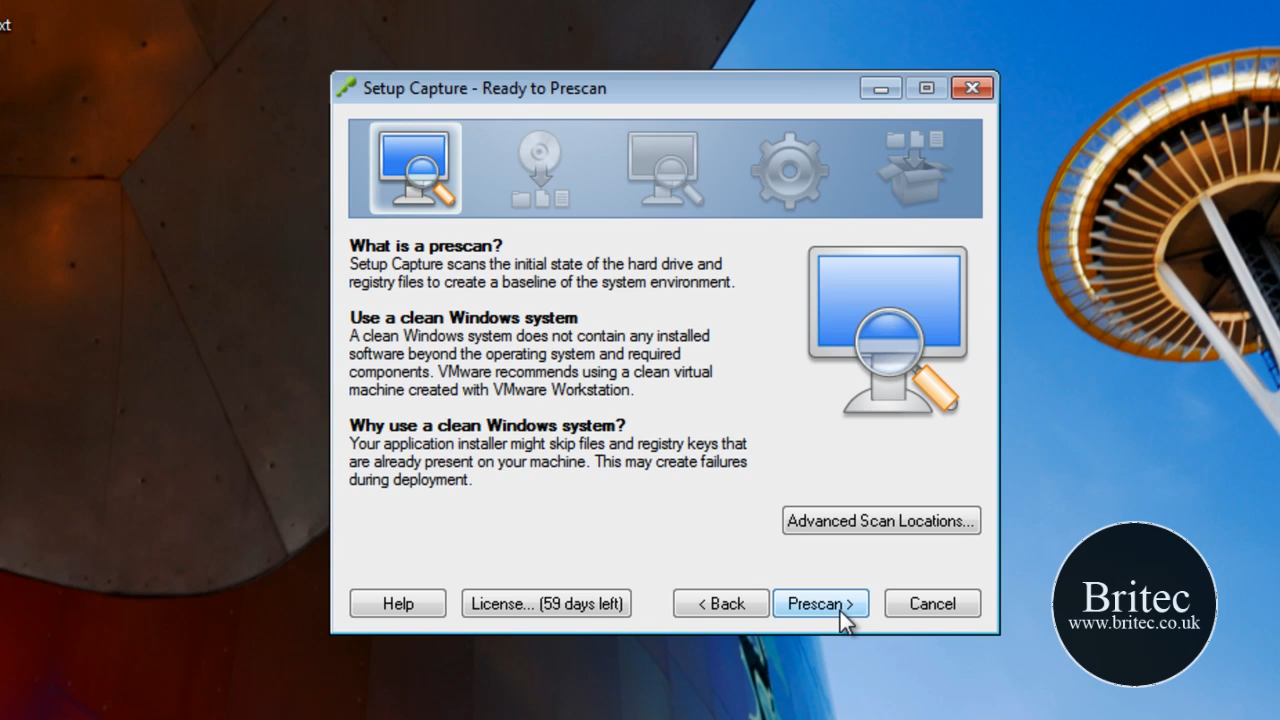 xt
Setup Capture - Ready to Prescan
What is a prescan?
Setup Capture scans the initial state of the hard drive and
registry files to create a baseline of the system environment.
Use a clean Windows system
A clean Windows system does not contain any installed
software beyond the operating system and required
components. VMware recommends using a clean virtual
machine created with VMware Workstation.
Why use a clean Windows system?
Your application installer might skip files and registry keys that
are already present on your machine. This may create failures
during deployment.
Advanced Scan Locations...
Help
License... (59 days left)
< Back
Prescan >
Cancel
Britec
www.britec.co.uk